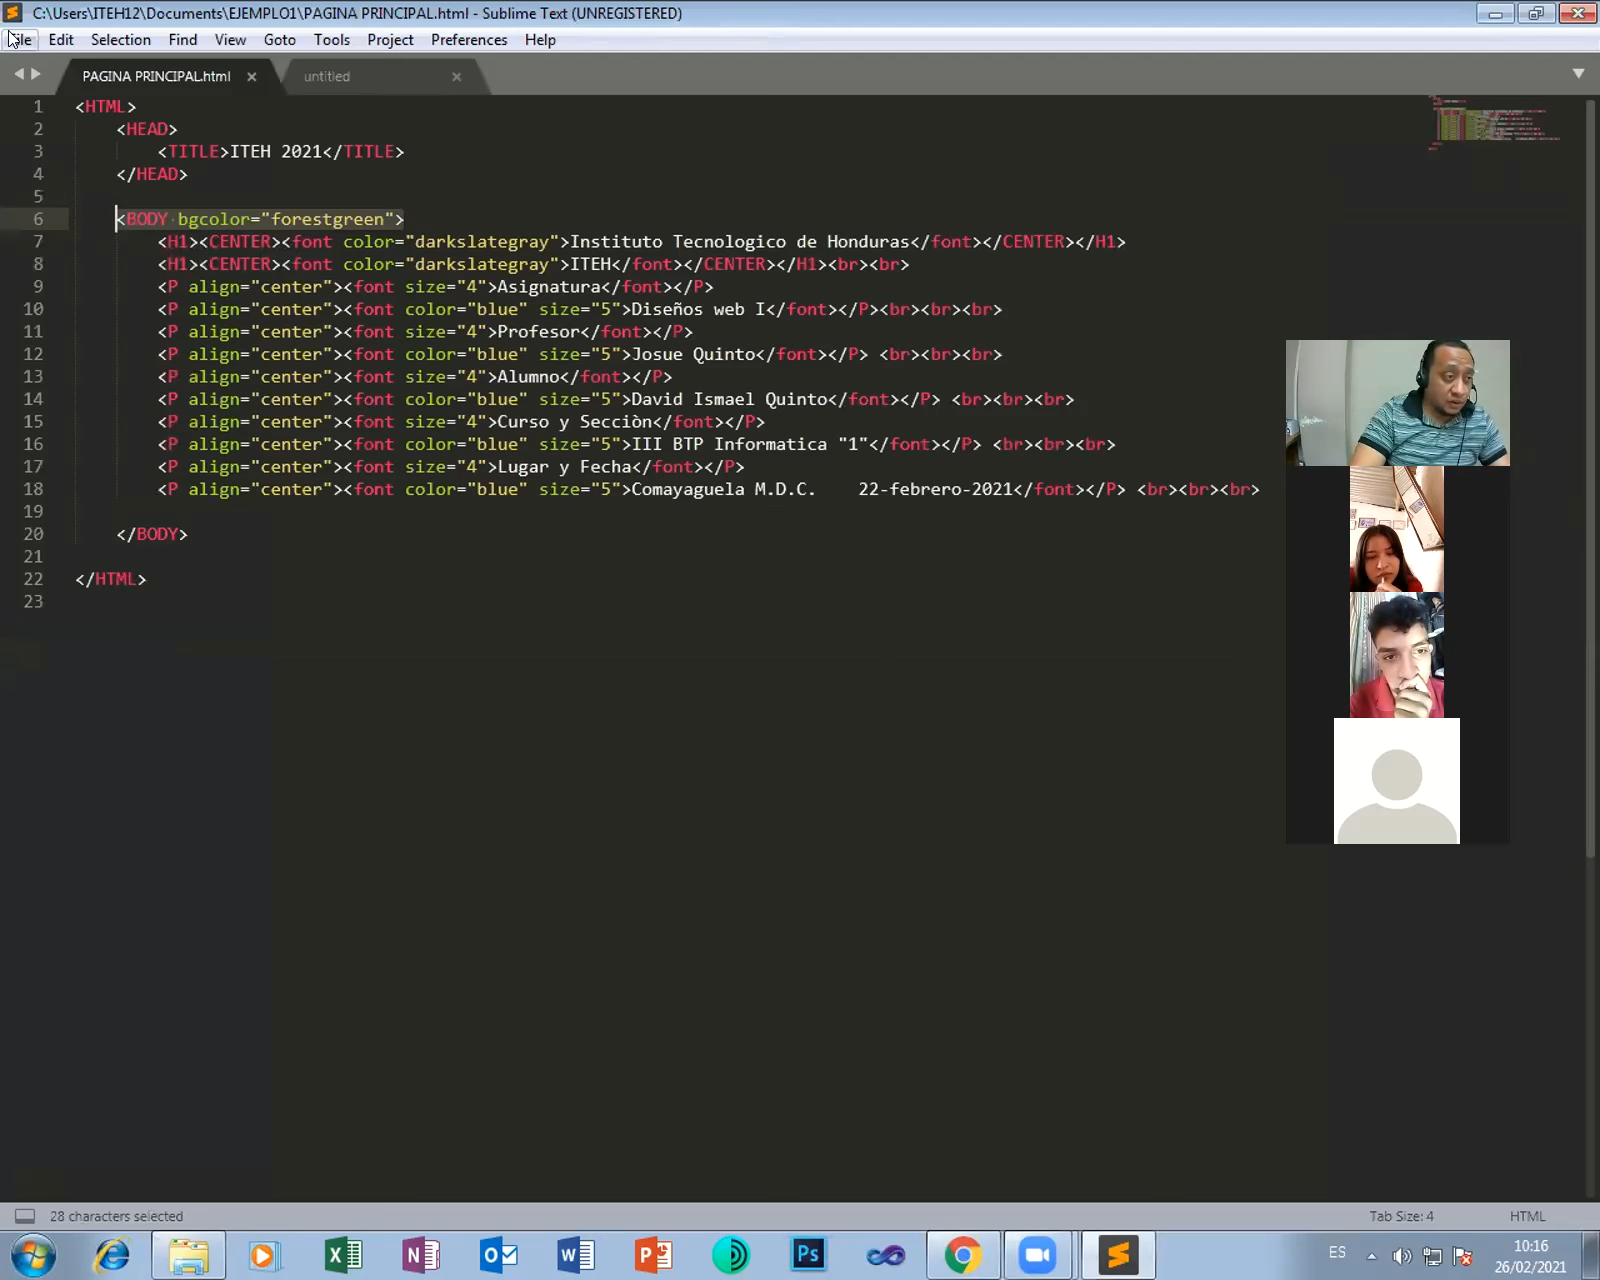 C:\Users\ITEH12\Documents\EJEMPLO1\PAGINA PRINCIPAL.html - Sublime Text (UNREGISTERED)
File Edit Selection Find View Goto Tools Project Preferences Help
PAGINA PRINCIPAL.html untitled
1 <HTML>
2 <HEAD>
3 <TITLE>ITEH 2021</TITLE>
4 </HEAD>
5
6 <BODY bgcolor="forestgreen">
7 <H1><CENTER><font color="darkslategray">Instituto Tecnologico de Honduras</font></CENTER></H1>
8 <H1><CENTER><font color="darkslategray">ITEH</font></CENTER></H1><br><br>
9 <P align="center"><font size="4">Asignatura</font></P>
10 <P align="center"><font color="blue" size="5">Diseños web I</font></P><br><br><br>
11 <P align="center"><font size="4">Profesor</font></P>
12 <P align="center"><font color="blue" size="5">Josue Quinto</font></P> <br><br><br>
13 <P align="center"><font size="4">Alumno</font></P>
14 <P align="center"><font color="blue" size="5">David Ismael Quinto</font></P> <br><br><br>
15 <P align="center"><font size="4">Curso y Secciòn</font></P>
16 <P align="center"><font color="blue" size="5">III BTP Informatica "1"</font></P> <br><br><br>
17 <P align="center"><font size="4">Lugar y Fecha</font></P>
18 <P align="center"><font color="blue" size="5">Comayaguela M.D.C. 22-febrero-2021</font></P> <br><br><br>
19
20 </BODY>
21
22 </HTML>
23
28 characters selected Tab Size: 4 HTML
ES 10:16
26/02/2021